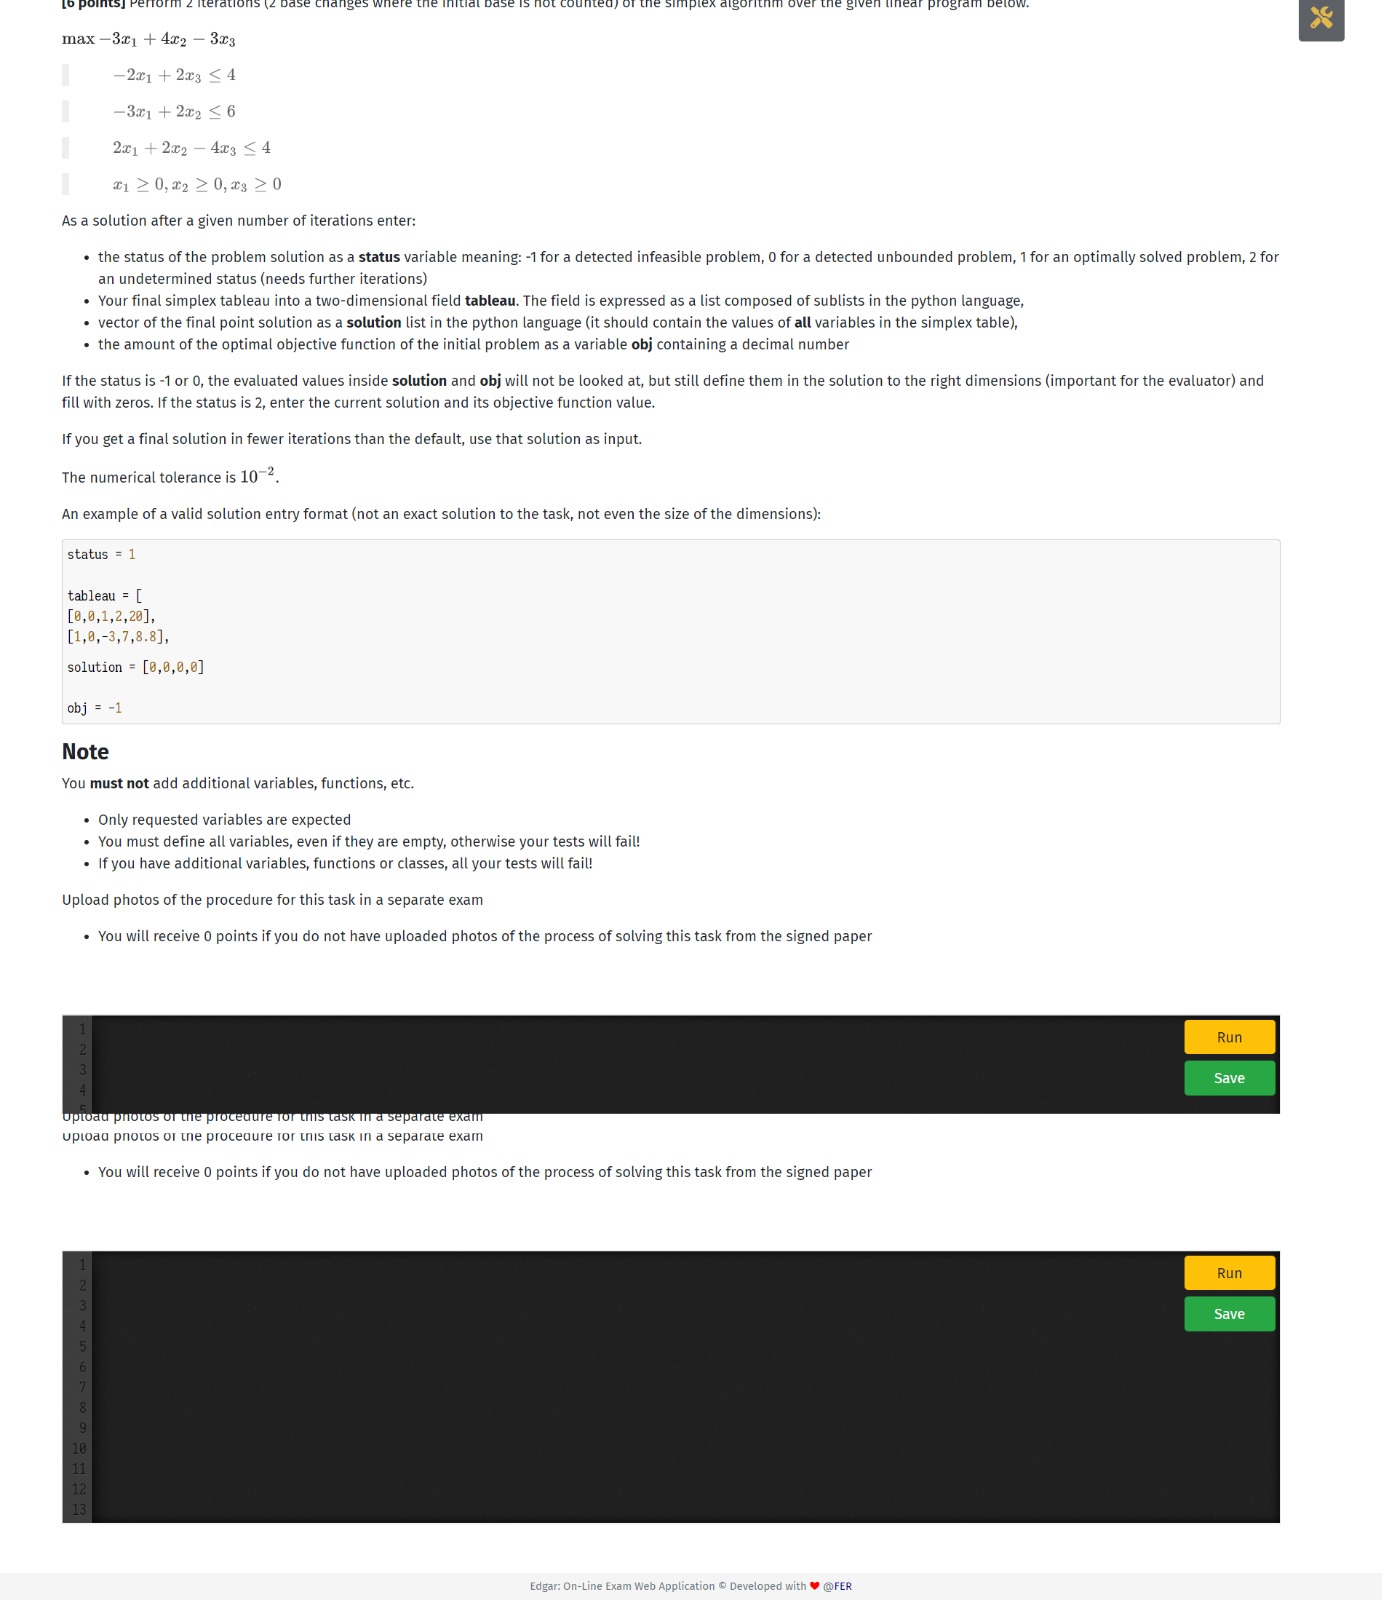 [6 points] Perform 2 iterations (2 base changes where the initial base is not counted) of the simplex algorithm over the given linear program below.
max −3x₁ + 4x₂ − 3x₃
−2x₁ + 2x₃ ≤ 4
−3x₁ + 2x₂ ≤ 6
2x₁ + 2x₂ − 4x₃ ≤ 4
x₁ ≥ 0, x₂ ≥ 0, x₃ ≥ 0
As a solution after a given number of iterations enter:
• the status of the problem solution as a status variable meaning: -1 for a detected infeasible problem, 0 for a detected unbounded problem, 1 for an optimally solved problem, 2 for
an undetermined status (needs further iterations)
• Your final simplex tableau into a two-dimensional field tableau. The field is expressed as a list composed of sublists in the python language,
• vector of the final point solution as a solution list in the python language (it should contain the values of all variables in the simplex table),
• the amount of the optimal objective function of the initial problem as a variable obj containing a decimal number
If the status is -1 or 0, the evaluated values inside solution and obj will not be looked at, but still define them in the solution to the right dimensions (important for the evaluator) and
fill with zeros. If the status is 2, enter the current solution and its objective function value.
If you get a final solution in fewer iterations than the default, use that solution as input.
The numerical tolerance is 10⁻².
An example of a valid solution entry format (not an exact solution to the task, not even the size of the dimensions):
status = 1
tableau = [
[0,0,1,2,20],
[1,0,-3,7,8.8],
solution = [0,0,0,0]
obj = -1
Note
You must not add additional variables, functions, etc.
• Only requested variables are expected
• You must define all variables, even if they are empty, otherwise your tests will fail!
• If you have additional variables, functions or classes, all your tests will fail!
Upload photos of the procedure for this task in a separate exam
• You will receive 0 points if you do not have uploaded photos of the process of solving this task from the signed paper
1
Run
2
3
Save
4
5
Upload photos of the procedure for this task in a separate exam
Upload photos of the procedure for this task in a separate exam
• You will receive 0 points if you do not have uploaded photos of the process of solving this task from the signed paper
1
Run
2
3
Save
4
5
6
7
8
9
10
11
12
13
Edgar: On-Line Exam Web Application © Developed with ♥ @FER